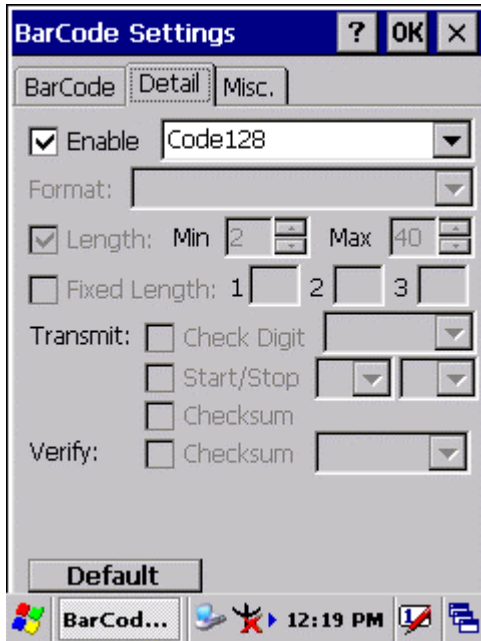 BarCode Settings ? OK ×
BarCode Detail Misc.
Enable Code128
Format:
Length: Min 2 Max 40
Fixed Length: 1 2 3
Transmit: Check Digit
Start/Stop
Checksum
Verify: Checksum
Default
BarCod... 12:19 PM 1